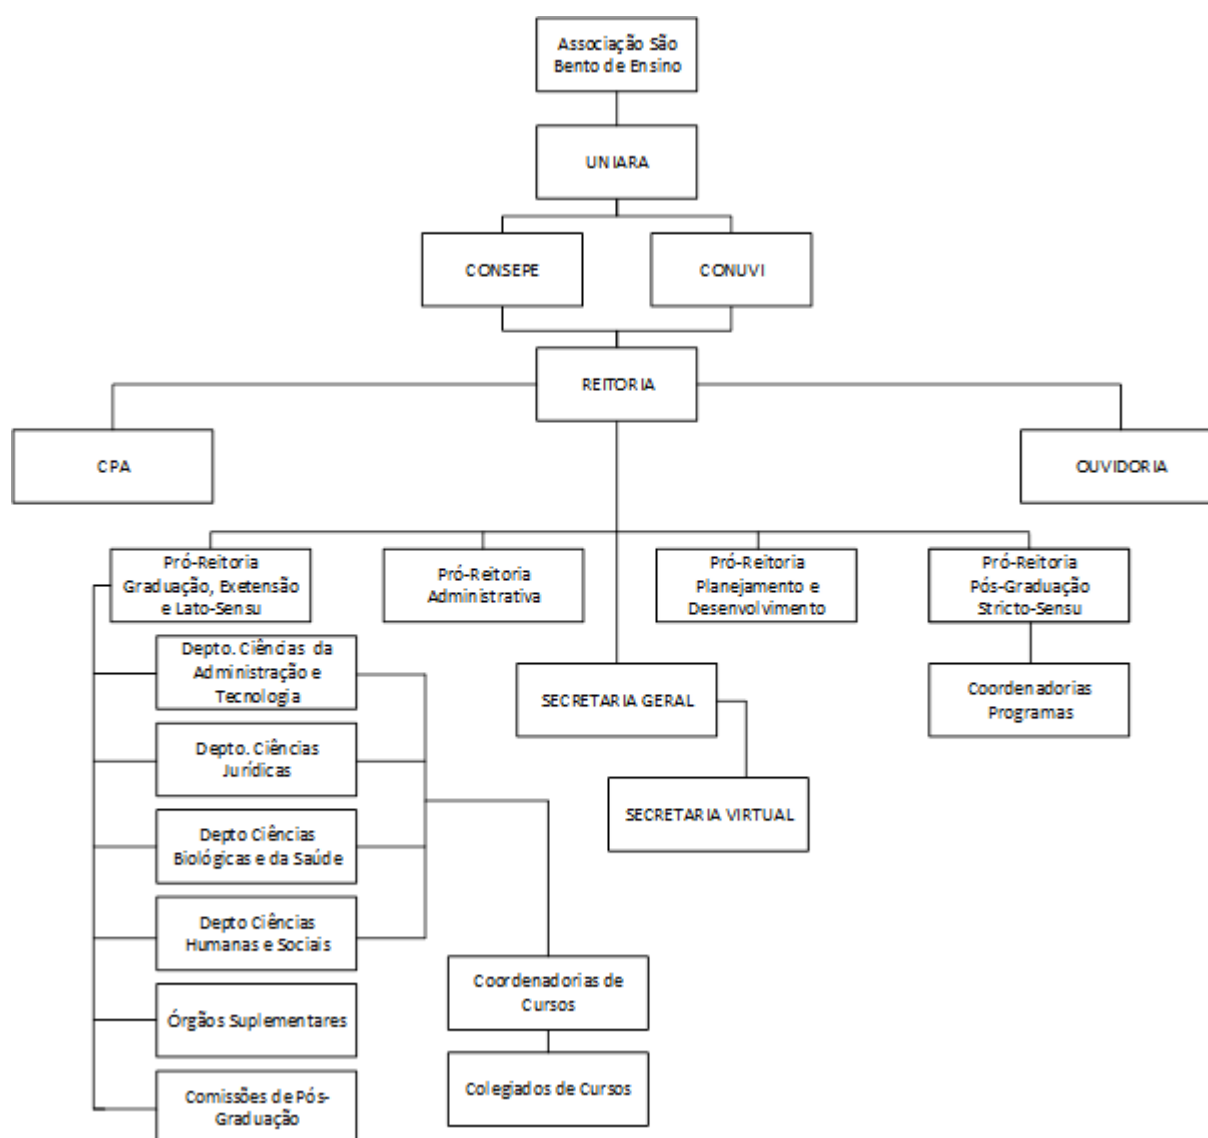 Associação São
Bento de Ensino
UNIARA
CONSEPE
CONUVI
REITORIA
CPA
OUVIDORIA
Pró-Reitoria
Graduação, Exetensão
e Lato-Sensu
Pró-Reitoria
Administrativa
Pró-Reitoria
Planejamento e
Desenvolvimento
Pró-Reitoria
Pós-Graduação
Stricto-Sensu
Depto. Ciências da
Administração e
Tecnologia
SECRETARIA GERAL
Coordenadorias
Programas
Depto. Ciências
Jurídicas
SECRETARIA VIRTUAL
Depto Ciências
Biológicas e da Saúde
Depto Ciências
Humanas e Sociais
Coordenadorias de
Cursos
Órgãos Suplementares
Colegiados de Cursos
Comissões de Pós-
Graduação